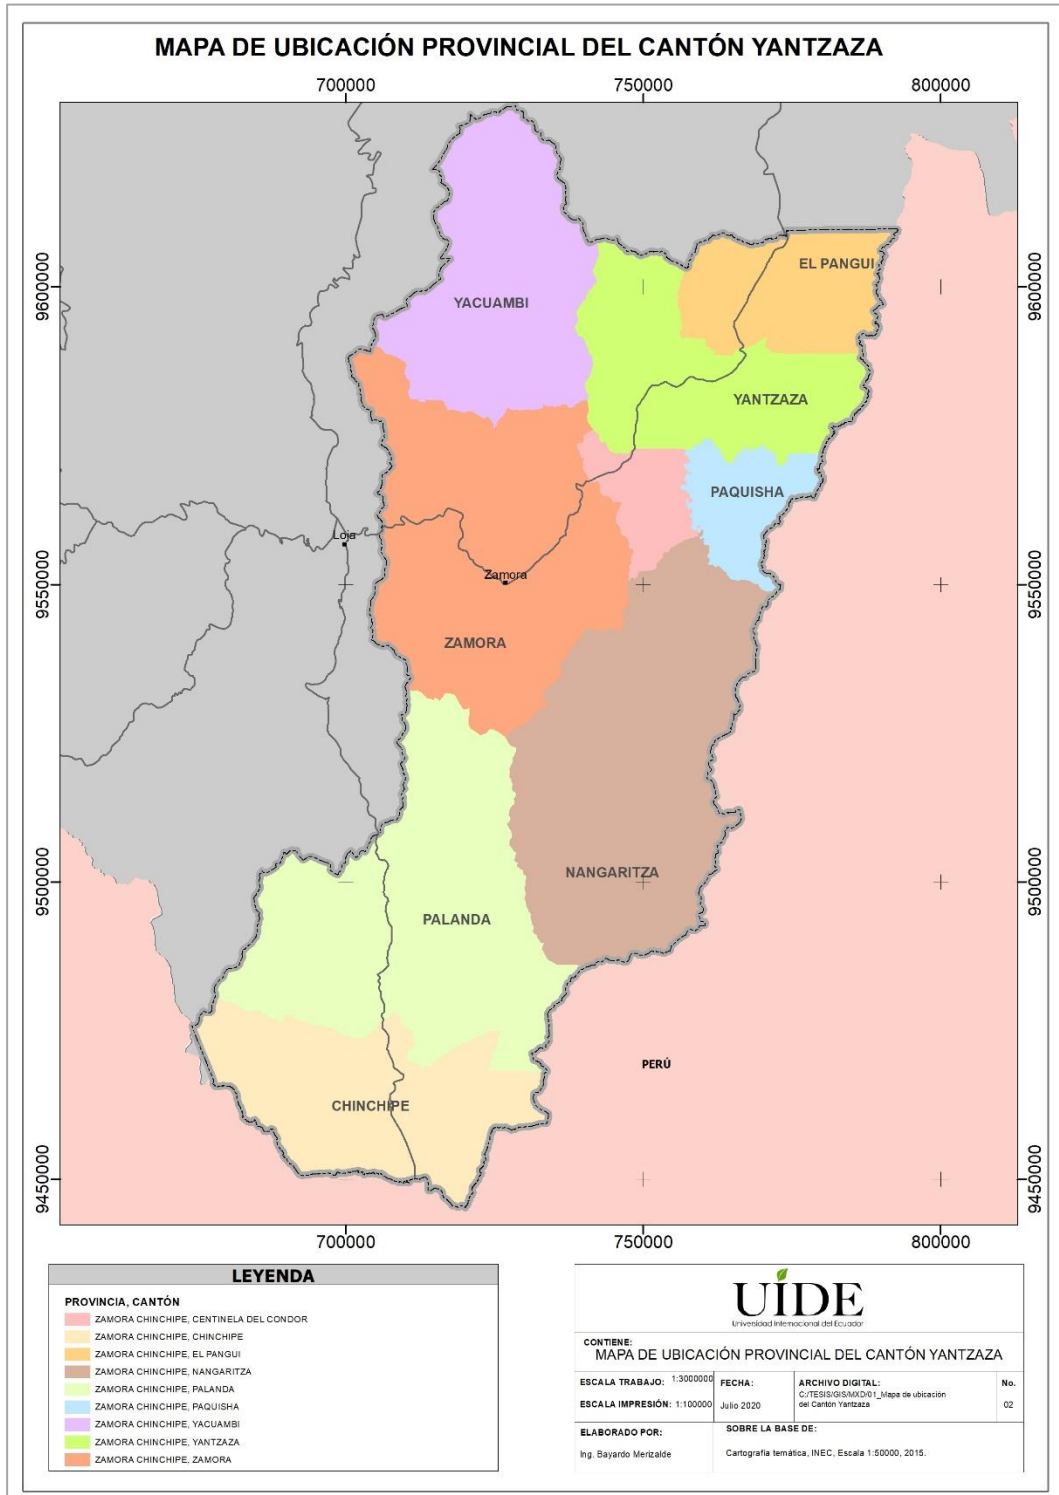 MAPA DE UBICACIÓN PROVINCIAL DEL CANTÓN YANTZAZA
700000 750000 800000
9600000 9600000
9550000 9550000
9500000 9500000
9450000 9450000
EL PANGUI
YACUAMBI
YANTZAZA
PAQUISHA
Loja
Zamora
ZAMORA
NANGARITZA
PALANDA
PERÚ
CHINCHIPE
700000 750000 800000
LEYENDA
PROVINCIA, CANTÓN
ZAMORA CHINCHIPE, CENTINELA DEL CONDOR
ZAMORA CHINCHIPE, CHINCHIPE
ZAMORA CHINCHIPE, EL PANGUI
ZAMORA CHINCHIPE, NANGARITZA
ZAMORA CHINCHIPE, PALANDA
ZAMORA CHINCHIPE, PAQUISHA
ZAMORA CHINCHIPE, YACUAMBI
ZAMORA CHINCHIPE, YANTZAZA
ZAMORA CHINCHIPE, ZAMORA
UIDE
Universidad Internacional del Ecuador
CONTIENE:
MAPA DE UBICACIÓN PROVINCIAL DEL CANTÓN YANTZAZA
ESCALA TRABAJO: 1:3000000
ESCALA IMPRESIÓN: 1:100000
FECHA:
Julio 2020
ARCHIVO DIGITAL:
C:/TESIS/GIS/MXD/01_Mapa de ubicación
del Cantón Yantzaza
No.
02
ELABORADO POR:
Ing. Bayardo Merizalde
SOBRE LA BASE DE:
Cartografía temática, INEC, Escala 1:50000, 2015.